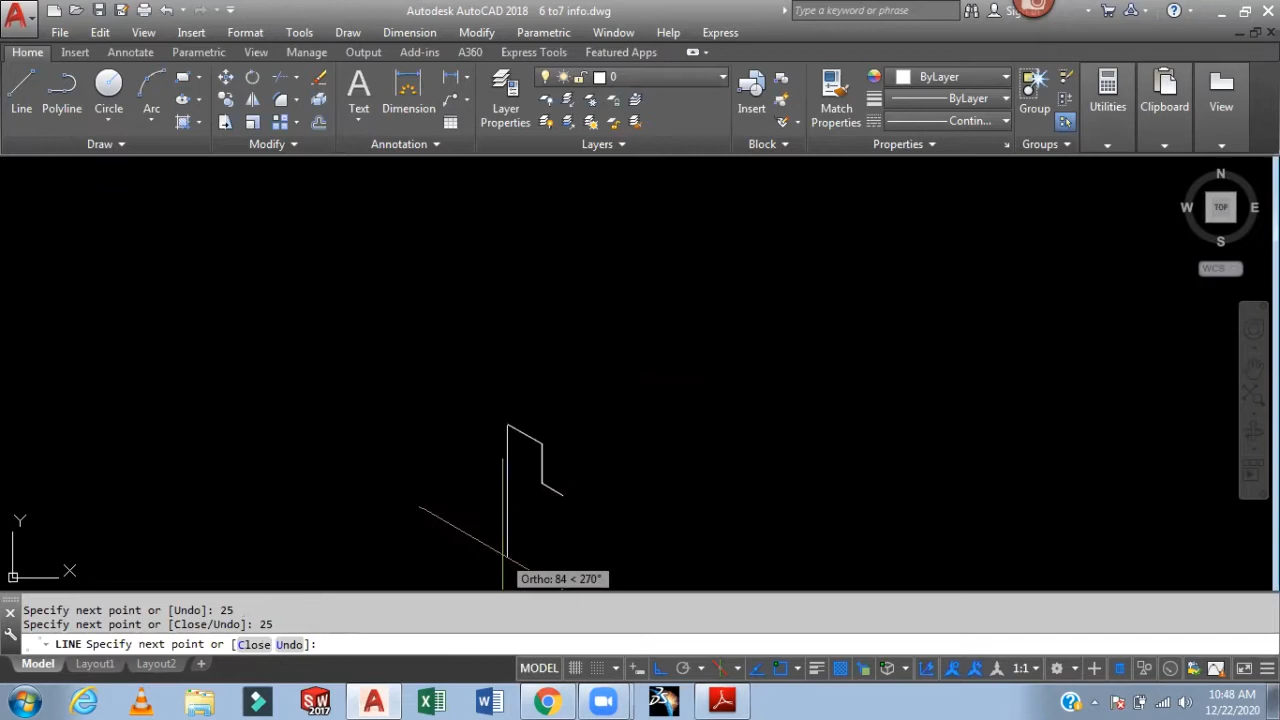 Autodesk AutoCAD 2018 6 to7 info.dwg
Type a keyword or phrase
File Edit View Insert Format Tools Draw Dimension Modify Parametric Window Help Express
Home Insert Annotate Parametric View Manage Output Add-ins A360 Express Tools Featured Apps
0
ByLayer
ByLayer
Contin...
Line Polyline Circle Arc Text Dimension Layer Properties Insert Match Properties Group Utilities Clipboard View
Draw Modify Annotation Layers Block Properties Groups
N
W TOP E
S
WCS
Y
X
Ortho: 84 < 270°
Specify next point or [Undo]: 25
Specify next point or [Close/Undo]: 25
LINE Specify next point or [Close Undo]:
Model Layout1 Layout2 +
MODEL 1:1
SW 2017
10:48 AM
12/22/2020